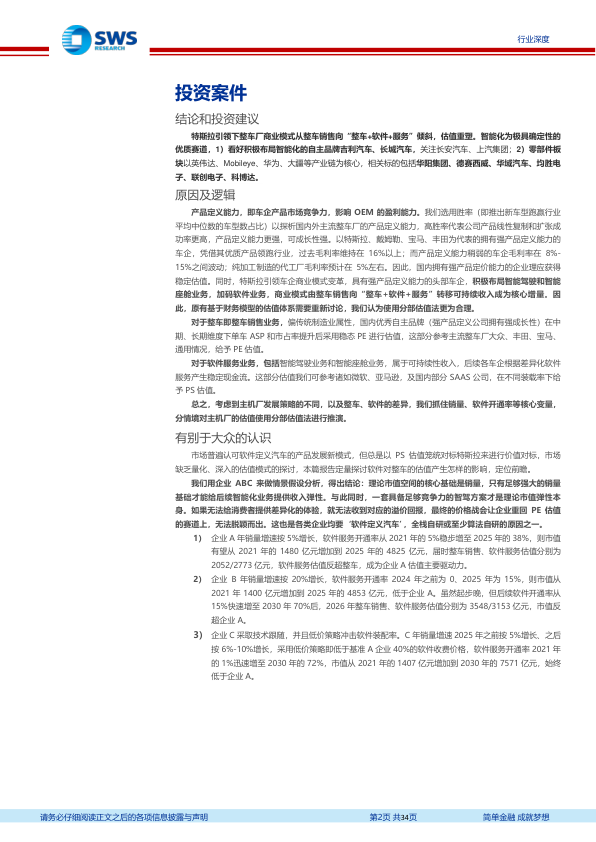 SWS
RESEARCH
行业深度
投资案件
结论和投资建议
特斯拉引领下整车厂商业模式从整车销售向“整车+软件+服务”倾斜，估值重塑。智能化为极具确定性的
优质赛道，1）看好积极布局智能化的自主品牌吉利汽车、长城汽车，关注长安汽车、上汽集团；2）零部件板
块以英伟达、Mobileye、华为、大疆等产业链为核心，相关标的包括华阳集团、德赛西威、华域汽车、均胜电
子、联创电子、科博达。
原因及逻辑
产品定义能力，即车企产品市场竞争力，影响 OEM 的盈利能力。我们选用胜率（即推出新车型跑赢行业
平均中位数的车型数占比）以探析国内外主流整车厂的产品定义能力，高胜率代表公司产品线性复制和扩张成
功率更高，产品定义能力更强，可成长性强。以特斯拉、戴姆勒、宝马、丰田为代表的拥有强产品定义能力的
车企，凭借其优质产品领跑行业，过去毛利率维持在 16%以上；而产品定义能力稍弱的车企毛利率在 8%-
15%之间波动；纯加工制造的代工厂毛利率预计在 5%左右。因此，国内拥有强产品定价能力的企业理应获得
稳定估值。同时，特斯拉引领车企商业模式变革，具有强产品定义能力的头部车企，积极布局智能驾驶和智能
座舱业务，加码软件业务，商业模式由整车销售向“整车+软件+服务”转移可持续收入成为核心增量。因
此，原有基于财务模型的估值体系需要重新讨论，我们认为使用分部估值法更为合理。
对于整车即整车销售业务，偏传统制造业属性，国内优秀自主品牌（强产品定义公司拥有强成长性）在中
期、长期维度下单车 ASP 和市占率提升后采用稳态 PE 进行估值，这部分参考主流整车厂大众、丰田、宝马、
通用情况，给予 PE 估值。
对于软件服务业务，包括智能驾驶业务和智能座舱业务，属于可持续性收入，后续各车企根据差异化软件
服务产生稳定现金流。这部分估值我们可参考诸如微软、亚马逊，及国内部分 SAAS 公司，在不同装载率下给
予 PS 估值。
总之，考虑到主机厂发展策略的不同，以及整车、软件的差异，我们抓住销量、软件开通率等核心变量，
分情境对主机厂的估值使用分部估值法进行推演。
有别于大众的认识
市场普遍认可软件定义汽车的产品发展新模式，但总是以 PS 估值笼统对标特斯拉来进行价值对标，市场
缺乏量化、深入的估值模式的探讨，本篇报告定量探讨软件对整车的估值产生怎样的影响，定位前瞻。
我们用企业 ABC 来做情景假设分析，得出结论：理论市值空间的核心基础是销量，只有足够强大的销量
基础才能给后续智能化业务提供收入弹性。与此同时，一套具备足够竞争力的智驾方案才是理论市值弹性本
身。如果无法给消费者提供差异化的体验，就无法收到对应的溢价回报，最终的价格战会让企业重回 PE 估值
的赛道上，无法脱颖而出。这也是各类企业均要‘软件定义汽车’，全栈自研或至少算法自研的原因之一。
1） 企业 A 年销量增速按 5%增长，软件服务开通率从 2021 年的 5%稳步增至 2025 年的 38%，则市值
有望从 2021 年的 1480 亿元增加到 2025 年的 4825 亿元，届时整车销售、软件服务估值分别为
2052/2773 亿元，软件服务估值反超整车，成为企业 A 估值主要驱动力。
2） 企业 B 年销量增速按 20%增长，软件服务开通率 2024 年之前为 0，2025 年为 15%，则市值从
2021 年 1400 亿元增加到 2025 年的 4853 亿元，低于企业 A。虽然起步晚，但后续软件开通率从
15%快速增至 2030 年 70%后，2026 年整车销售、软件服务估值分别为 3548/3153 亿元，市值反
超企业 A。
3） 企业 C 采取技术跟随，并且低价策略冲击软件装配率。C 年销量增速 2025 年之前按 5%增长，之后
按 6%-10%增长，采用低价策略即低于基准 A 企业 40%的软件收费价格，软件服务开通率 2021 年
的 1%迅速增至 2030 年的 72%，市值从 2021 年的 1407 亿元增加到 2030 年的 7571 亿元，始终
低于企业 A。
请务必仔细阅读正文之后的各项信息披露与声明
第2页 共34页
简单金融 成就梦想